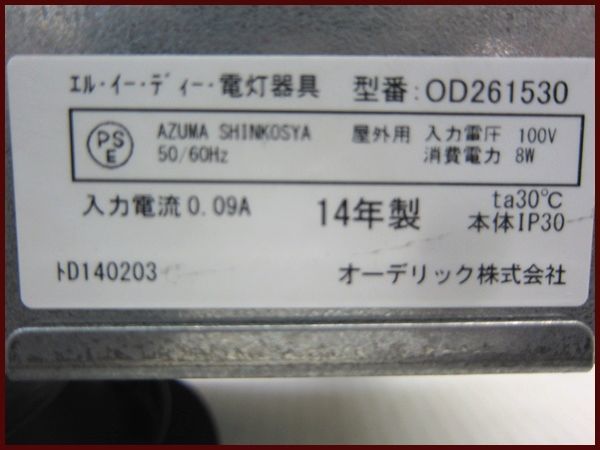 エル・イー・ディー・電灯器具 型番:OD261530
PS
E
AZUMA SHINKOSYA 屋外用 入力電圧 100V
50/60Hz 消費電力 8W
入力電流 0.09A 14年製 ta30℃
本体IP30
ﾄD140203 オーデリック株式会社